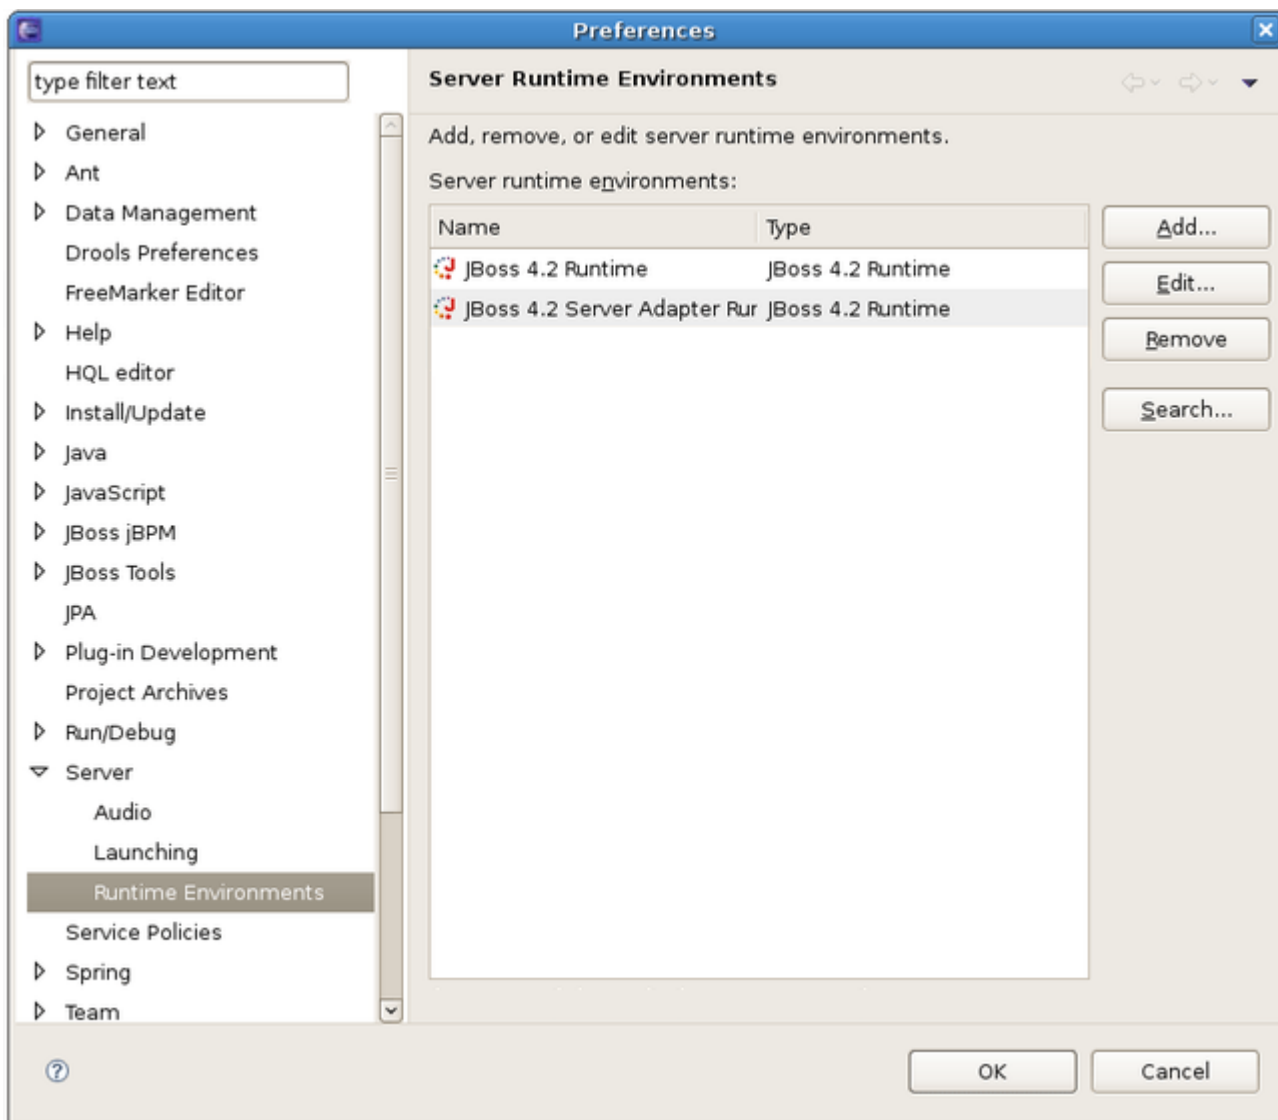 Preferences
type filter text
General
Ant
Data Management
Drools Preferences
FreeMarker Editor
Help
HQL editor
Install/Update
Java
JavaScript
JBoss jBPM
JBoss Tools
JPA
Plug-in Development
Project Archives
Run/Debug
Server
Audio
Launching
Runtime Environments
Service Policies
Spring
Team
Server Runtime Environments
Add, remove, or edit server runtime environments.
Server runtime environments:
Name Type
JBoss 4.2 Runtime JBoss 4.2 Runtime
JBoss 4.2 Server Adapter Rur JBoss 4.2 Runtime
Add...
Edit...
Remove
Search...
OK Cancel